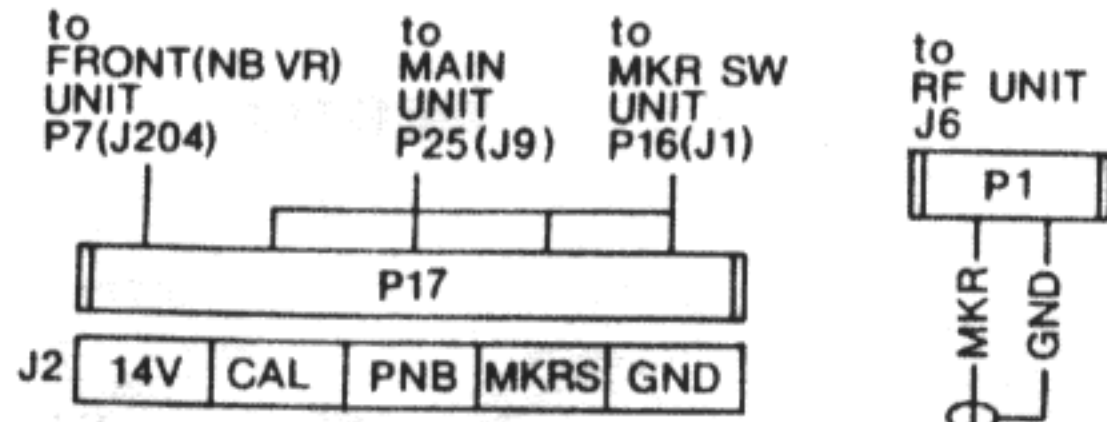 to
FRONT(NB VR)
UNIT
P7(J204)
to
MAIN
UNIT
P25(J9)
to
MKR SW
UNIT
P16(J1)
to
RF UNIT
J6
P1
P17
MKR
GND
J2 14V CAL PNB MKRS GND